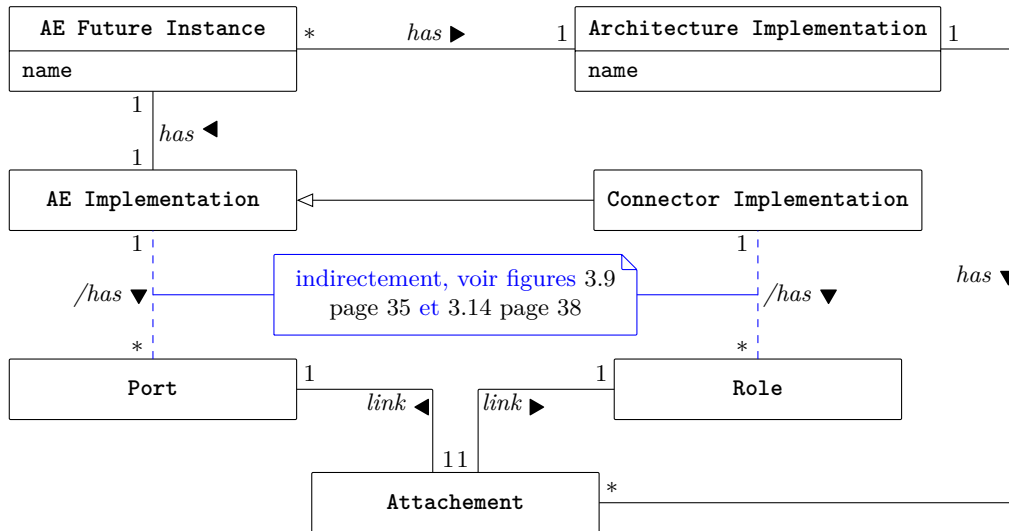 AE Future Instance
name
* has ▶ 1
Architecture Implementation
name
1
1
has ◀
1
AE Implementation
Connector Implementation
1
1
indirectement, voir figures 3.9
page 35 et 3.14 page 38
/has ▼
/has ▼
has ▼
*
*
Port
Role
1
1
link ◀
link ▶
11
Attachement
*